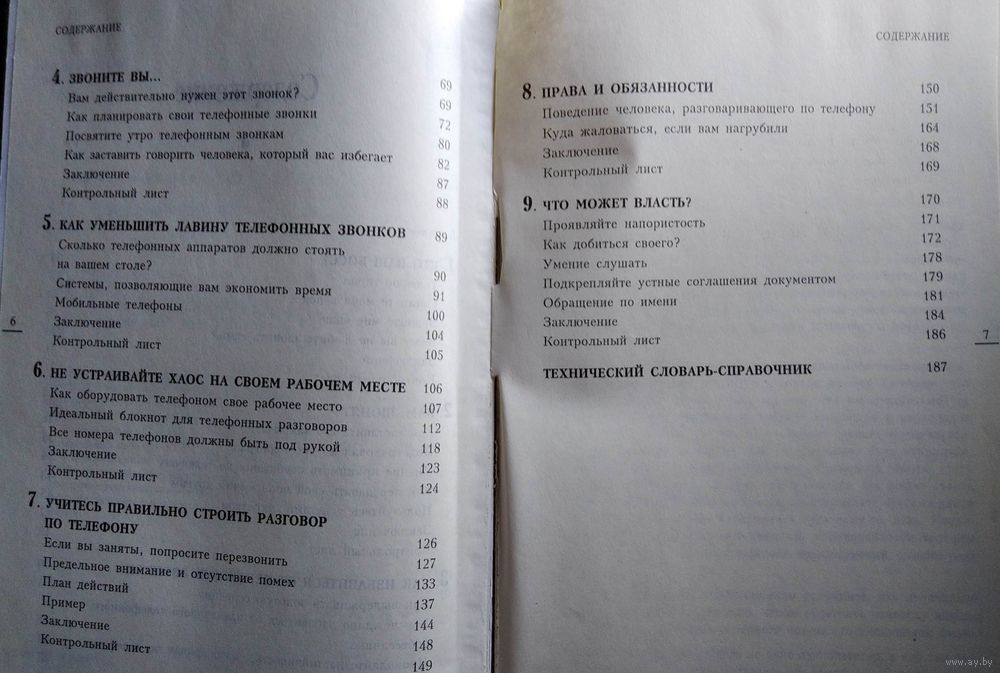 СОДЕРЖАНИЕ
4. ЗВОНИТЕ ВЫ... 69
Вам действительно нужен этот звонок? 69
Как планировать свои телефонные звонки 72
Посвятите утро телефонным звонкам 80
Как заставить говорить человека, который вас избегает 82
Заключение 87
Контрольный лист 88
5. КАК УМЕНЬШИТЬ ЛАВИНУ ТЕЛЕФОННЫХ ЗВОНКОВ 89
Сколько телефонных аппаратов должно стоять
на вашем столе? 90
Системы, позволяющие вам экономить время 91
Мобильные телефоны 100
Заключение 104
Контрольный лист 105
6
6. НЕ УСТРАИВАЙТЕ ХАОС НА СВОЕМ РАБОЧЕМ МЕСТЕ 106
Как оборудовать телефоном свое рабочее место 107
Идеальный блокнот для телефонных разговоров 112
Все номера телефонов должны быть под рукой 118
Заключение 123
Контрольный лист 124
7. УЧИТЕСЬ ПРАВИЛЬНО СТРОИТЬ РАЗГОВОР
ПО ТЕЛЕФОНУ 126
Если вы заняты, попросите перезвонить 127
Предельное внимание и отсутствие помех 133
План действий 137
Пример 144
Заключение 148
Контрольный лист 149
СОДЕРЖАНИЕ
8. ПРАВА И ОБЯЗАННОСТИ 150
Поведение человека, разговаривающего по телефону 151
Куда жаловаться, если вам нагрубили 164
Заключение 168
Контрольный лист 169
9. ЧТО МОЖЕТ ВЛАСТЬ? 170
Проявляйте напористость 171
Как добиться своего? 172
Умение слушать 178
Подкрепляйте устные соглашения документом 179
Обращение по имени 181
Заключение 184
Контрольный лист 186
7
ТЕХНИЧЕСКИЙ СЛОВАРЬ-СПРАВОЧНИК 187
www.ay.by